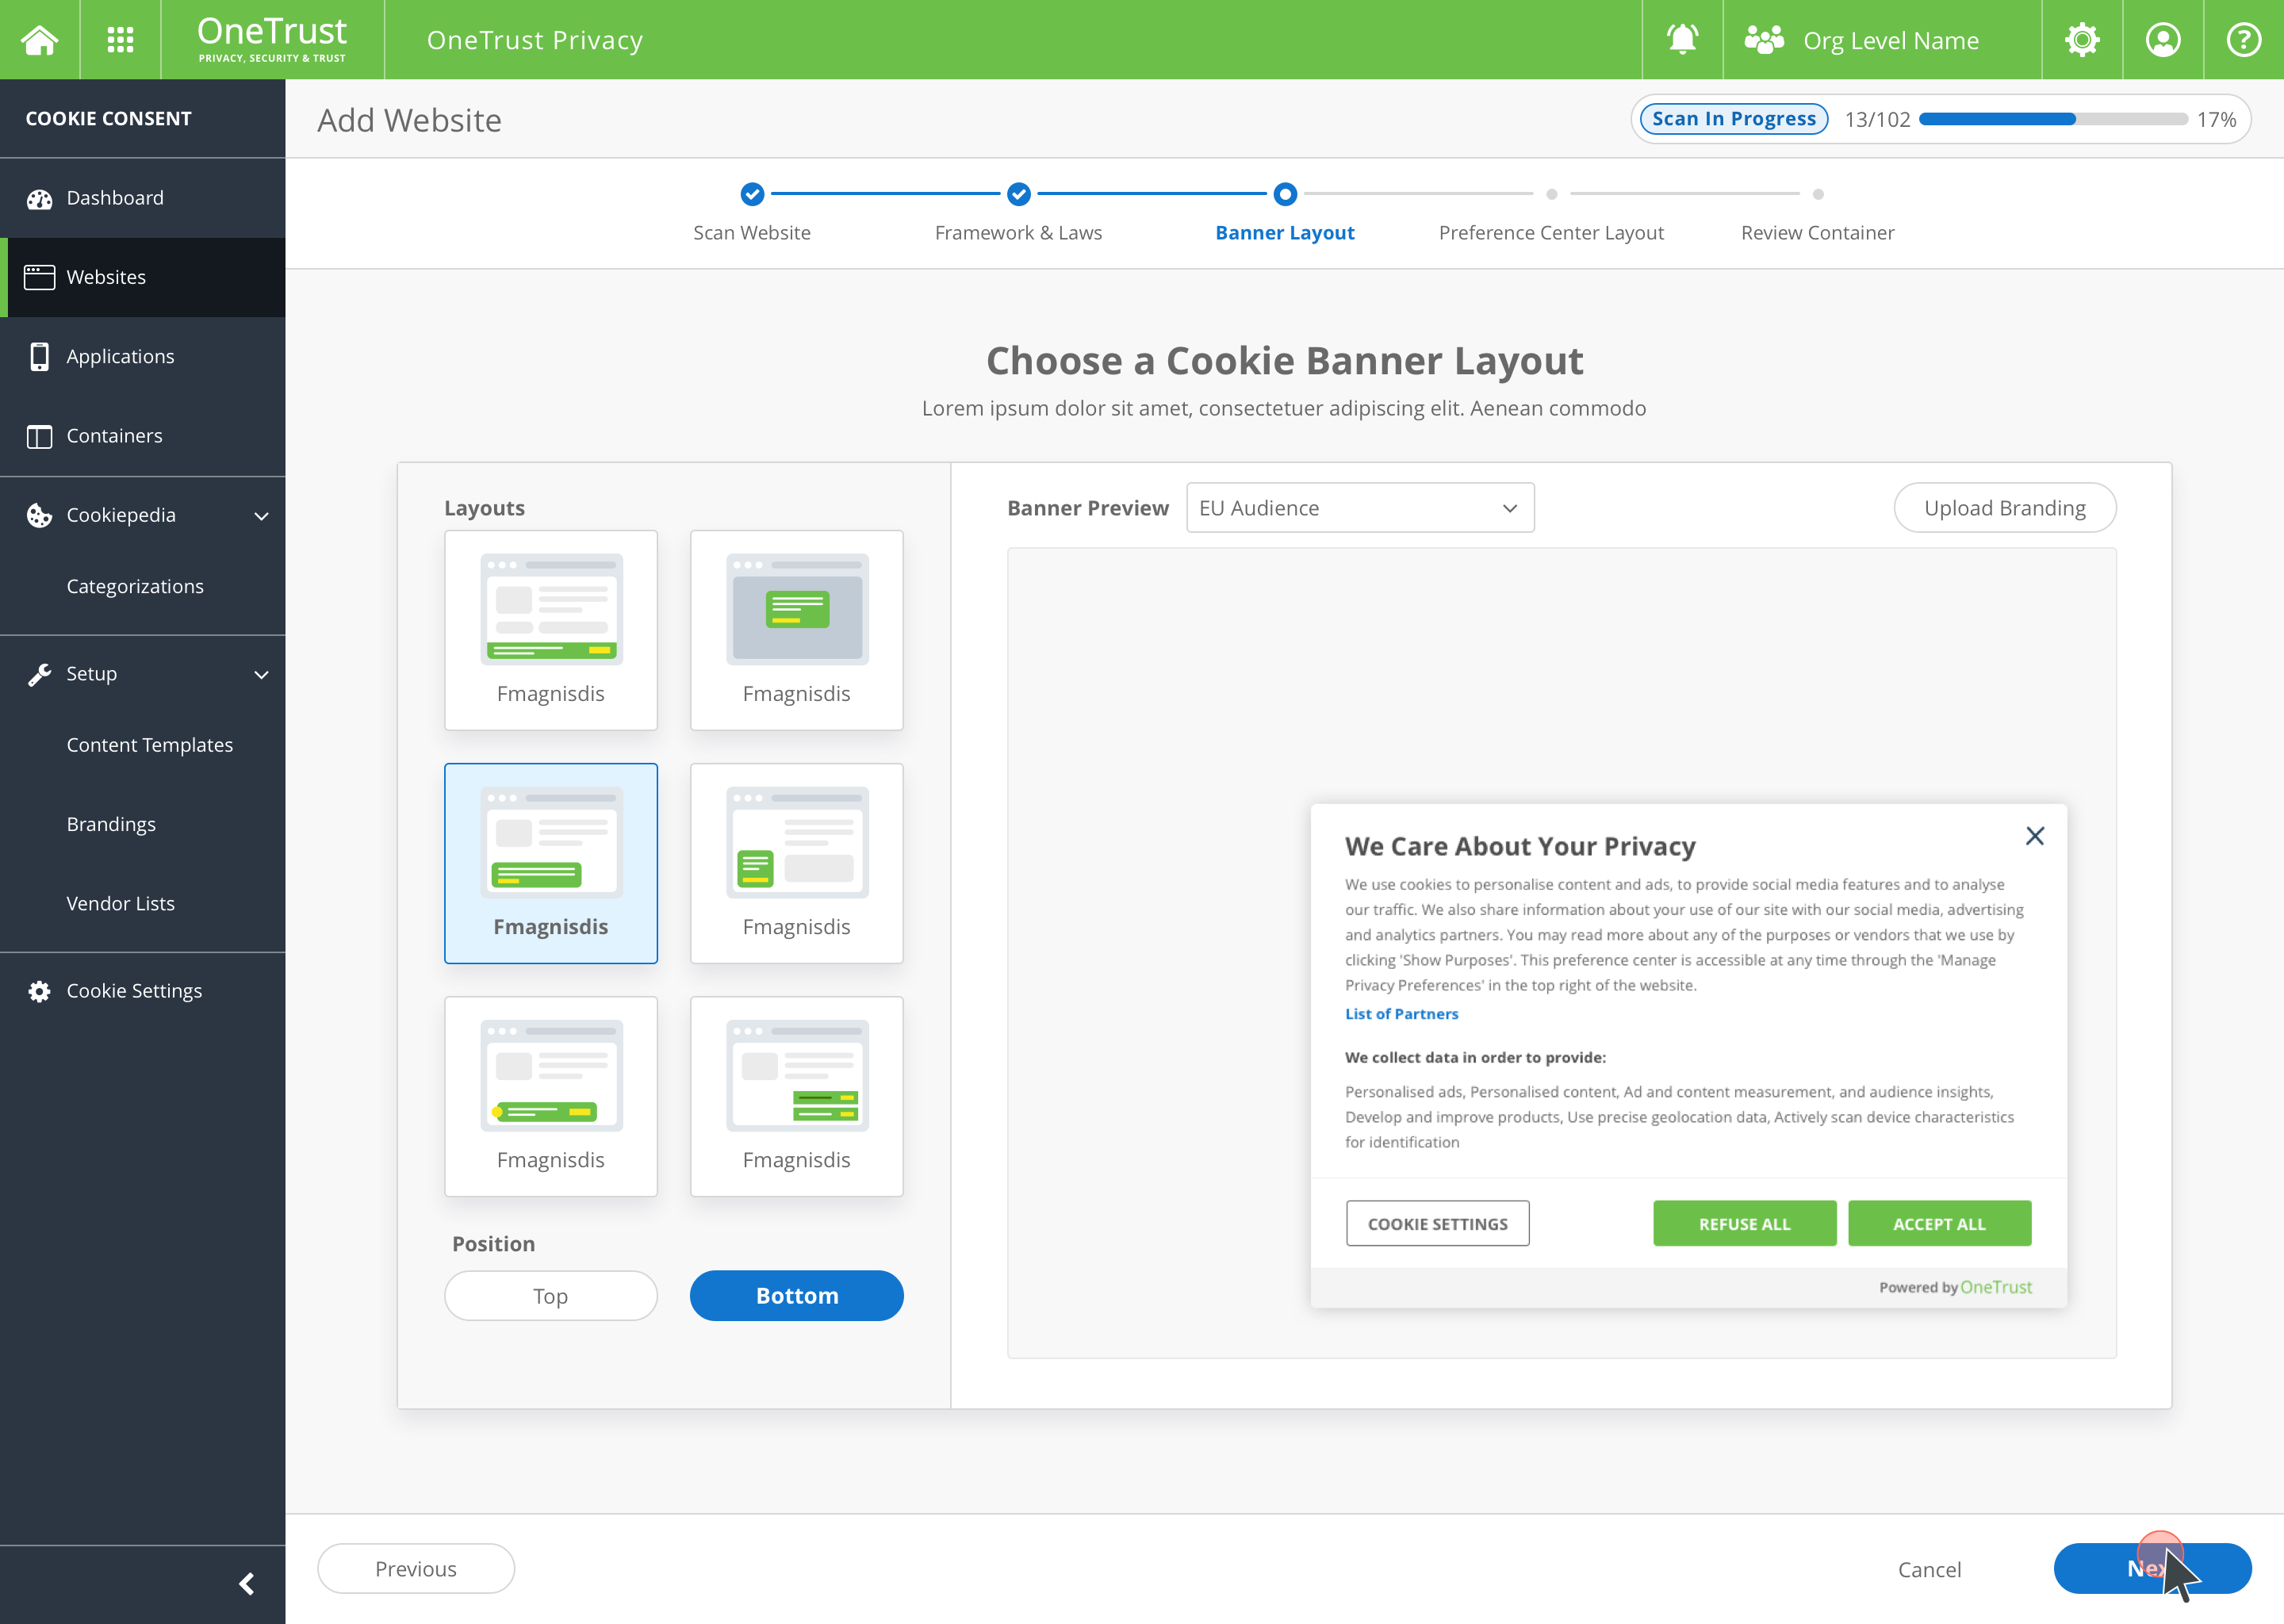 OneTrust
PRIVACY, SECURITY & TRUST
OneTrust Privacy
Org Level Name
COOKIE CONSENT
Dashboard
Websites
Applications
Containers
Cookiepedia
Categorizations
Setup
Content Templates
Brandings
Vendor Lists
Cookie Settings
Add Website
Scan In Progress
13/102
17%
Scan Website
Framework & Laws
Banner Layout
Preference Center Layout
Review Container
Choose a Cookie Banner Layout
Lorem ipsum dolor sit amet, consectetuer adipiscing elit. Aenean commodo
Layouts
Fmagnisdis
Fmagnisdis
Fmagnisdis
Fmagnisdis
Fmagnisdis
Fmagnisdis
Position
Top
Bottom
Banner Preview
EU Audience
Upload Branding
We Care About Your Privacy
We use cookies to personalise content and ads, to provide social media features and to analyse
our traffic. We also share information about your use of our site with our social media, advertising
and analytics partners. You may read more about any of the purposes or vendors that we use by
clicking 'Show Purposes'. This preference center is accessible at any time through the 'Manage
Privacy Preferences' in the top right of the website.
List of Partners
We collect data in order to provide:
Personalised ads, Personalised content, Ad and content measurement, and audience insights,
Develop and improve products, Use precise geolocation data, Actively scan device characteristics
for identification
COOKIE SETTINGS
REFUSE ALL
ACCEPT ALL
Powered by OneTrust
Previous
Cancel